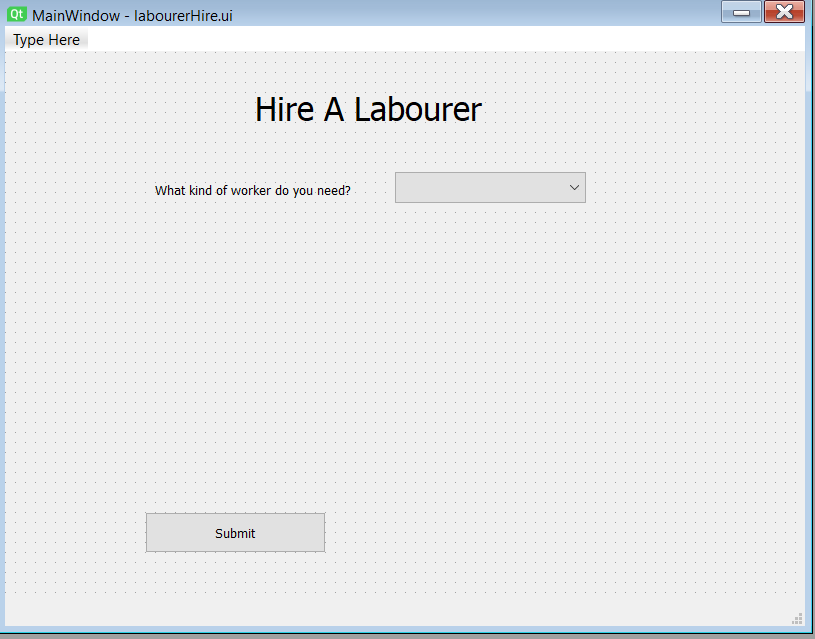 Qt MainWindow - labourerHire.ui
Type Here
Hire A Labourer
What kind of worker do you need?
Submit